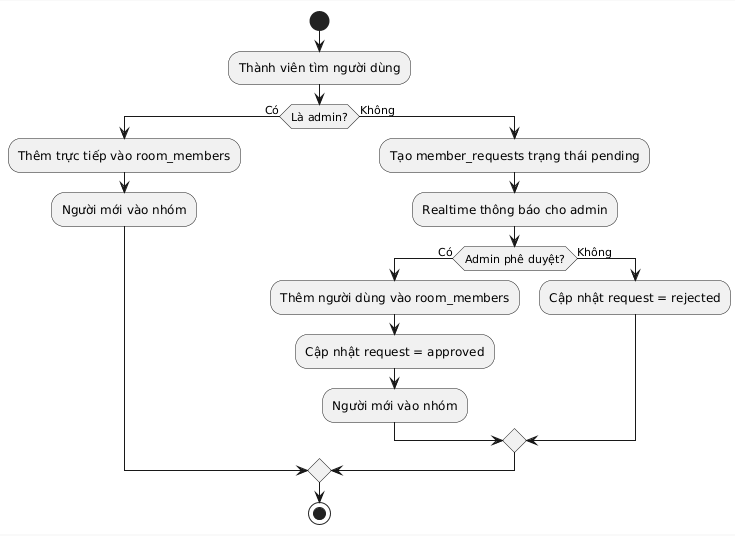 Thành viên tìm người dùng
Có
Là admin?
Không
Thêm trực tiếp vào room_members
Người mới vào nhóm
Tạo member_requests trạng thái pending
Realtime thông báo cho admin
Có
Admin phê duyệt?
Không
Thêm người dùng vào room_members
Cập nhật request = approved
Người mới vào nhóm
Cập nhật request = rejected